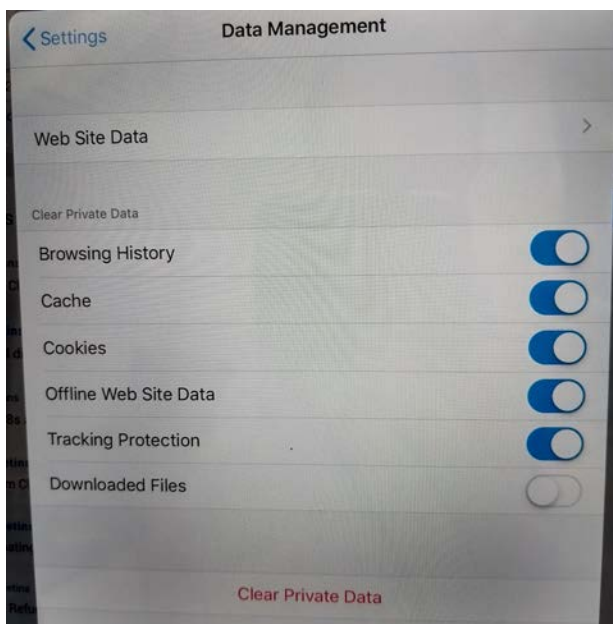 Settings
Data Management
Web Site Data
Clear Private Data
Browsing History
Cache
Cookies
Offline Web Site Data
Tracking Protection
Downloaded Files
Clear Private Data